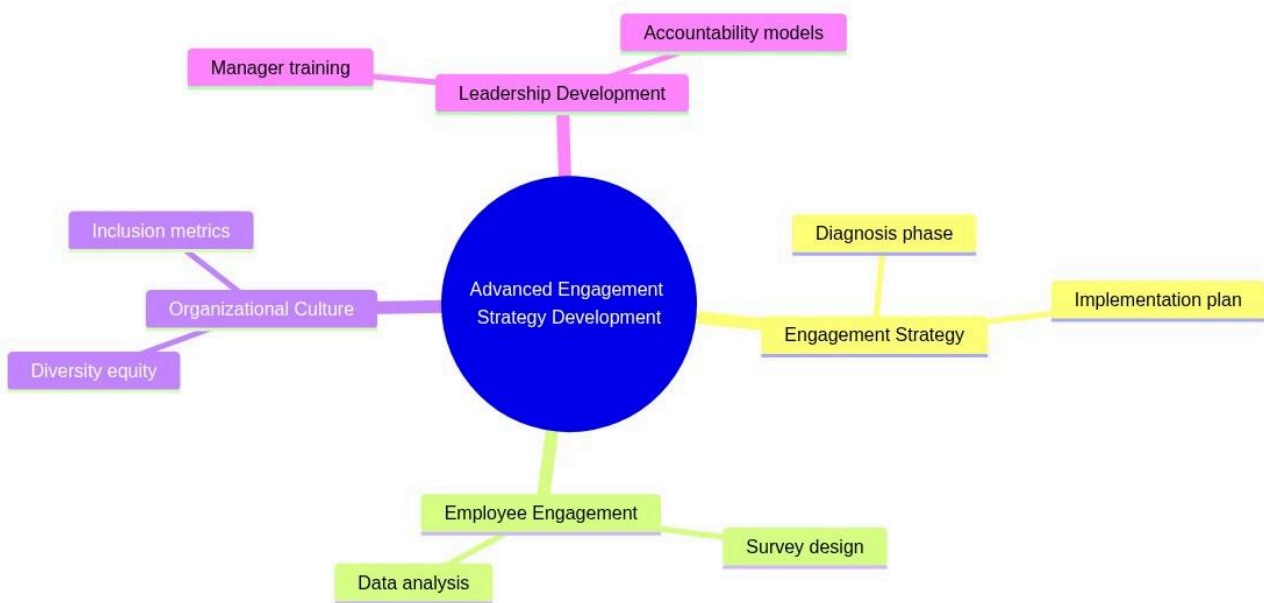 Accountability models
Manager training
Leadership Development
Inclusion metrics
Diagnosis phase
Advanced Engagement
Strategy Development
Organizational Culture
Implementation plan
Engagement Strategy
Diversity equity
Employee Engagement
Survey design
Data analysis